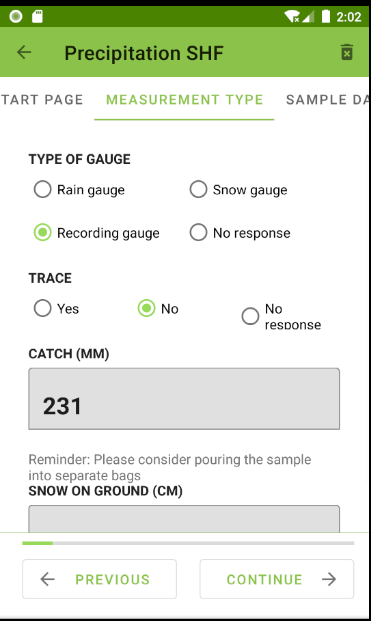 2:02
Precipitation SHF
TART PAGE MEASUREMENT TYPE SAMPLE DA
TYPE OF GAUGE
Rain gauge Snow gauge
Recording gauge No response
TRACE
Yes No No
response
CATCH (MM)
231
Reminder: Please consider pouring the sample
into separate bags
SNOW ON GROUND (CM)
PREVIOUS CONTINUE